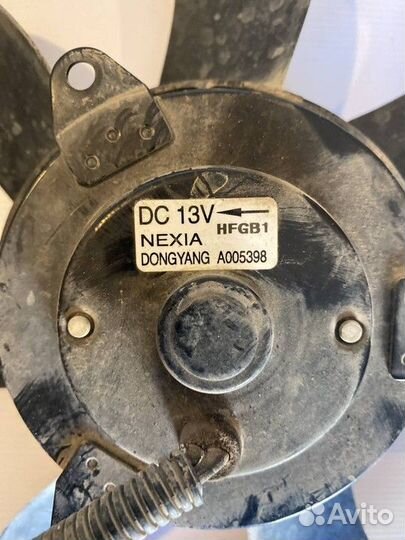 DC 13V ←
HFGB1
NEXIA
DONGYANG A005398
Avito